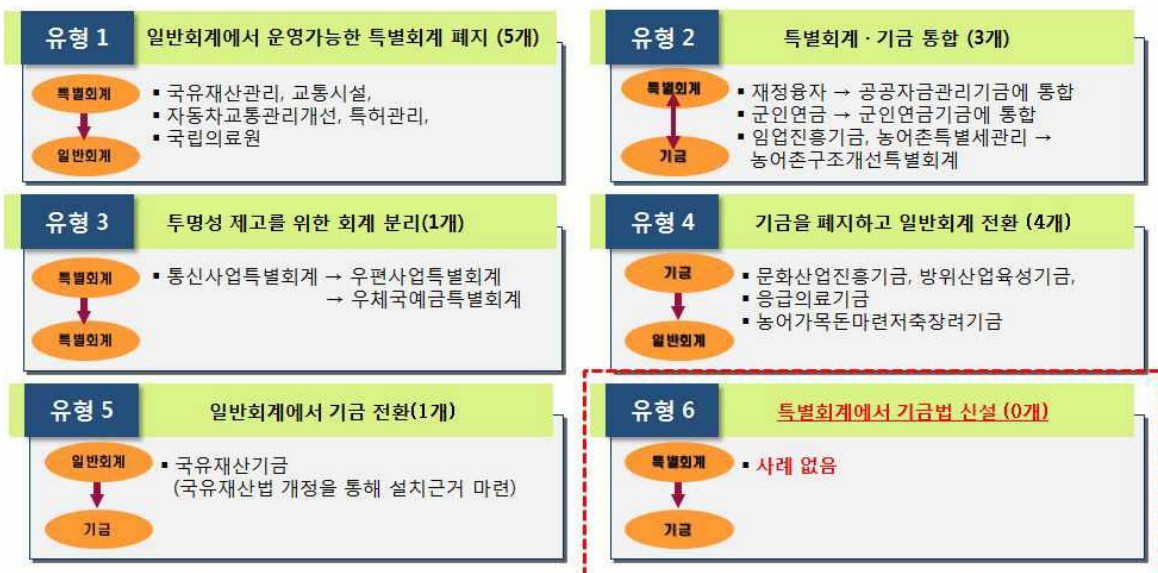 유형 1
일반회계에서 운영가능한 특별회계 폐지 (5개)
특별회계
일반회계
▪ 국유재산관리, 교통시설,
▪ 자동차교통관리개선, 특허관리,
▪ 국립의료원
유형 2
특별회계 · 기금 통합 (3개)
특별회계
기금
▪ 재정융자 → 공공자금관리기금에 통합
▪ 군인연금 → 군인연금기금에 통합
▪ 임업진흥기금, 농어촌특별세관리 →
농어촌구조개선특별회계
유형 3
투명성 제고를 위한 회계 분리(1개)
특별회계
특별회계
▪ 통신사업특별회계 → 우편사업특별회계
→ 우체국예금특별회계
유형 4
기금을 폐지하고 일반회계 전환 (4개)
기금
일반회계
▪ 문화산업진흥기금, 방위산업육성기금,
▪ 응급의료기금
▪ 농어가목돈마련저축장려기금
유형 5
일반회계에서 기금 전환(1개)
일반회계
기금
▪ 국유재산기금
(국유재산법 개정을 통해 설치근거 마련)
유형 6
특별회계에서 기금법 신설 (0개)
특별회계
기금
▪ 사례 없음